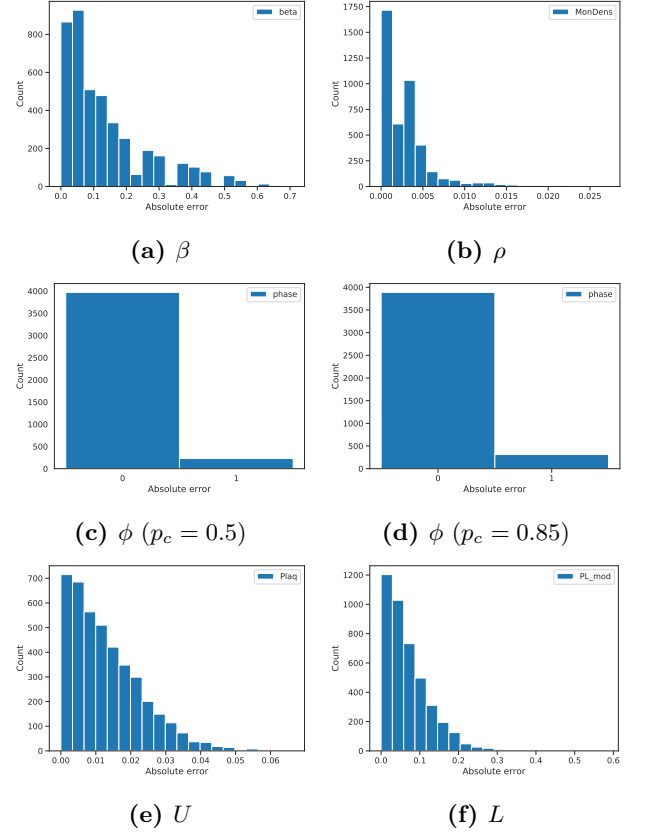 beta
Count
800
600
400
200
0
0.0 0.1 0.2 0.3 0.4 0.5 0.6 0.7
Absolute error
(a) β
MonDens
Count
1750
1500
1250
1000
750
500
250
0
0.000 0.005 0.010 0.015 0.020 0.025
Absolute error
(b) ρ
phase
Count
4000
3500
3000
2500
2000
1500
1000
500
0
0 1
Absolute error
(c) ϕ (p_c = 0.5)
phase
Count
4000
3500
3000
2500
2000
1500
1000
500
0
0 1
Absolute error
(d) ϕ (p_c = 0.85)
Plaq
Count
700
600
500
400
300
200
100
0
0.00 0.01 0.02 0.03 0.04 0.05 0.06
Absolute error
(e) U
PL_mod
Count
1200
1000
800
600
400
200
0
0.0 0.1 0.2 0.3 0.4 0.5 0.6
Absolute error
(f) L